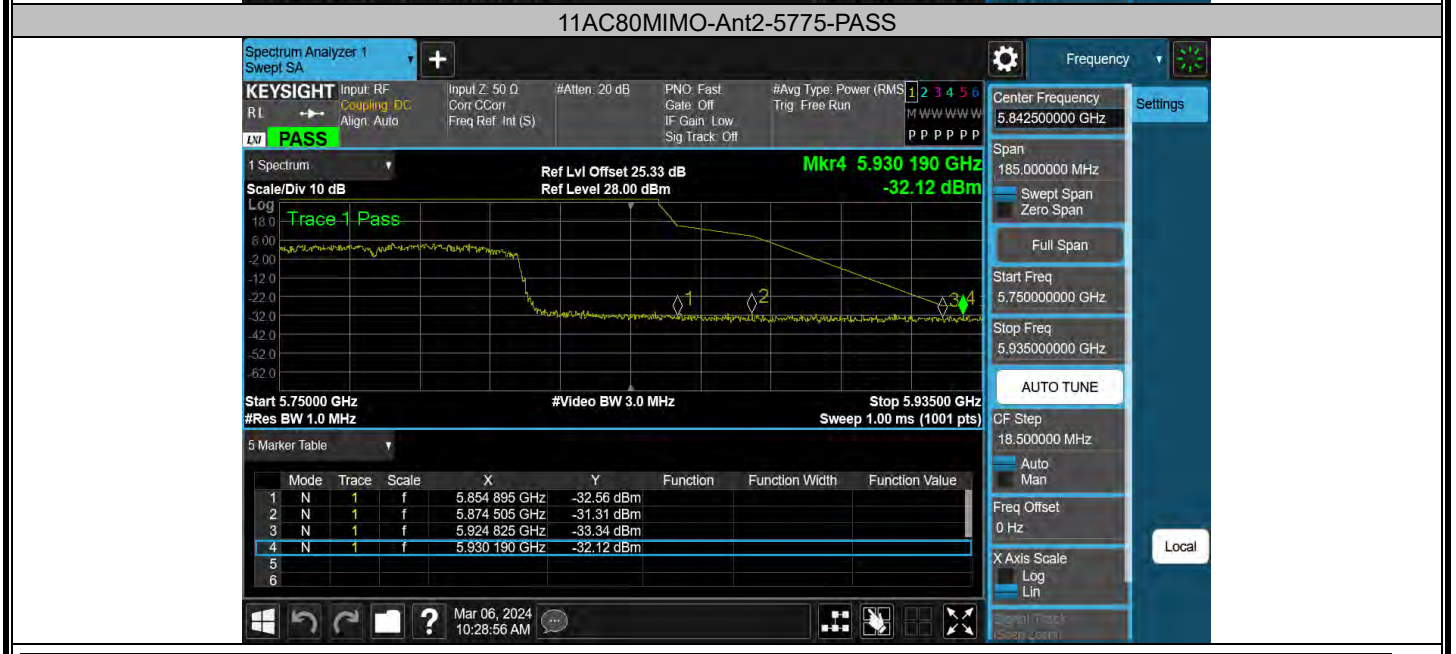 11AC80MIMO-Ant2-5775-PASS
Spectrum Analyzer 1
Swept SA
+
Frequency
KEYSIGHT Input: RF Input Z: 50 Ω #Atten: 20 dB PNO: Fast #Avg Type: Power (RMS 1 2 3 4 5 6
RL Coupling: DC Corr CCorr Gate: Off Trig: Free Run
Align: Auto Freq Ref: Int (S) IF Gain: Low M W W W W W
Sig Track: Off P P P P P P
LXI PASS
1 Spectrum
Ref Lvl Offset 25.33 dB
Mkr4 5.930 190 GHz
Scale/Div 10 dB
Ref Level 28.00 dBm
-32.12 dBm
Log
Trace 1 Pass
18.0
8.00
-2.00
-12.0
-22.0
-32.0
-42.0
-52.0
-62.0
1
2
3
4
Start 5.75000 GHz #Video BW 3.0 MHz Stop 5.93500 GHz
#Res BW 1.0 MHz Sweep 1.00 ms (1001 pts)
5 Marker Table
Mode Trace Scale X Y Function Function Width Function Value
1 N 1 f 5.854 895 GHz -32.56 dBm
2 N 1 f 5.874 505 GHz -31.31 dBm
3 N 1 f 5.924 825 GHz -33.34 dBm
4 N 1 f 5.930 190 GHz -32.12 dBm
5
6
?
Mar 06, 2024
10:28:56 AM
Center Frequency
5.842500000 GHz
Settings
Span
185.000000 MHz
Swept Span
Zero Span
Full Span
Start Freq
5.750000000 GHz
Stop Freq
5.935000000 GHz
AUTO TUNE
CF Step
18.500000 MHz
Auto
Man
Freq Offset
0 Hz
Local
X Axis Scale
Log
Lin
Signal Track
(Span Zoom)